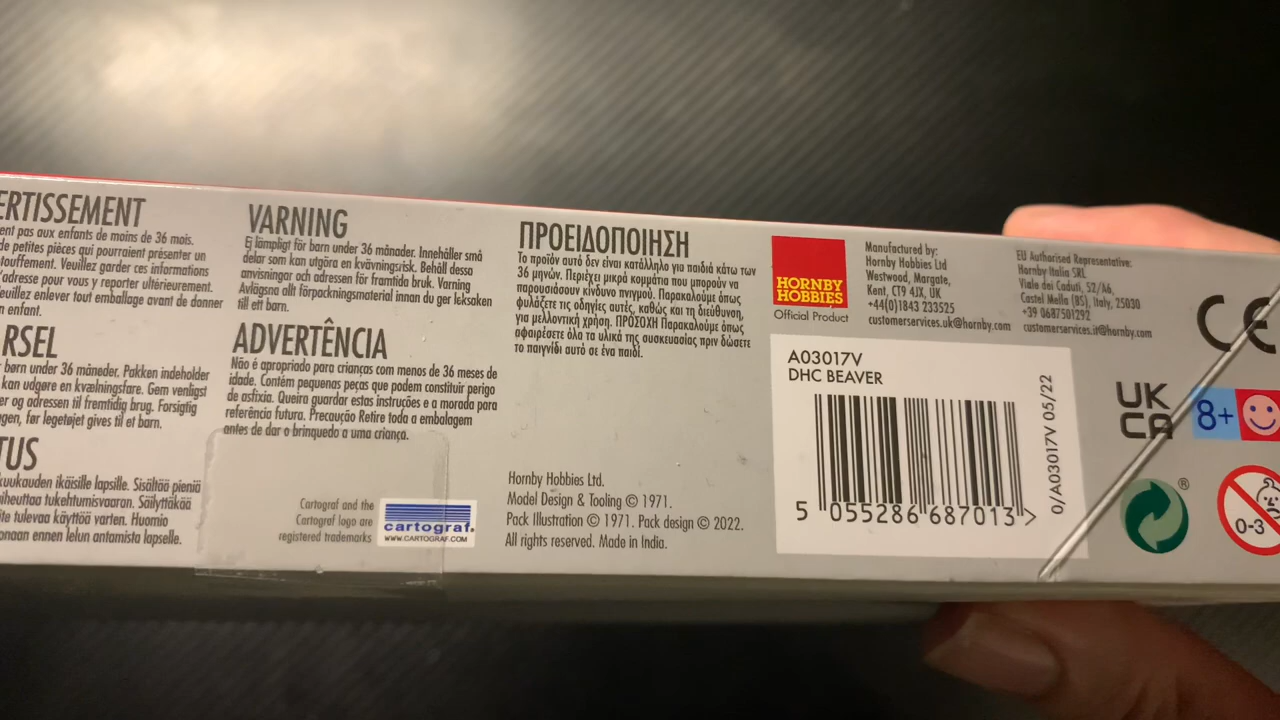 ERTISSEMENT
ent pas aux enfants de moins de 36 mois.
de petites pièces qui pourraient présenter un
touffement. Veuillez garder ces informations
'adresse pour vous y reporter ultérieurement.
euillez enlever tout emballage avant de donner
n enfant.
RSEL
børn under 36 måneder. Pakken indeholder
kan udgøre en kvælningsfare. Gem venligst
er og adressen til fremtidig brug. Forsigtig
gen, før legetøjet gives til et barn.
TUS
kuukauden ikäisille lapsille. Sisältää pieniä
aiheuttaa tukehtumisvaaran. Säilyttäkää
ite tulevaa käyttöä varten. Huomio
onaan ennen lelun antamista lapselle.
VARNING
Ej lämpligt för barn under 36 månader. Innehåller små
delar som kan utgöra en kvävningsrisk. Behåll dessa
anvisningar och adressen för framtida bruk. Varning
Avlägsna allt förpackningsmaterial innan du ger leksaken
till ett barn.
ADVERTÊNCIA
Não é apropriado para crianças com menos de 36 meses de
idade. Contém pequenas peças que podem constituir perigo
de asfixia. Queira guardar estas instruções e a morada para
referência futura. Precaução Retire toda a embalagem
antes de dar o brinquedo a uma criança.
Cartograf and the
Cartograf logo are
registered trademarks
cartograf.
WWW.CARTOGRAF.COM
ΠΡΟΕΙΔΟΠΟΙΗΣΗ
Το προϊόν αυτό δεν είναι κατάλληλο για παιδιά κάτω των
36 μηνών. Περιέχει μικρά κομμάτια που μπορούν να
παρουσιάσουν κίνδυνο πνιγμού. Παρακαλούμε όπως
φυλάξετε τις οδηγίες αυτές, καθώς και τη διεύθυνση,
για μελλοντική χρήση. ΠΡΟΣΟΧΗ Παρακαλούμε όπως
αφαιρέσετε όλα τα υλικά της συσκευασίας πριν δώσετε
το παιγνίδι αυτό σε ένα παιδί.
Hornby Hobbies Ltd.
Model Design & Tooling © 1971.
Pack Illustration © 1971. Pack design © 2022.
All rights reserved. Made in India.
HORNBY
HOBBIES
Official Product
Manufactured by:
Hornby Hobbies Ltd
Westwood, Margate,
Kent, CT9 4JX, UK
+44(0)1843 233525
customerservices.uk@hornby.com
EU Authorised Representative:
Hornby Italia SRL
Viale dei Caduti, 52/A6,
Castel Mella (BS), Italy, 25030
+39 0687501292
customerservices.it@hornby.com
A03017V
DHC BEAVER
5 055286 687013 >
0/A03017V 05/22
CE
UK
CA
8+
®
0-3